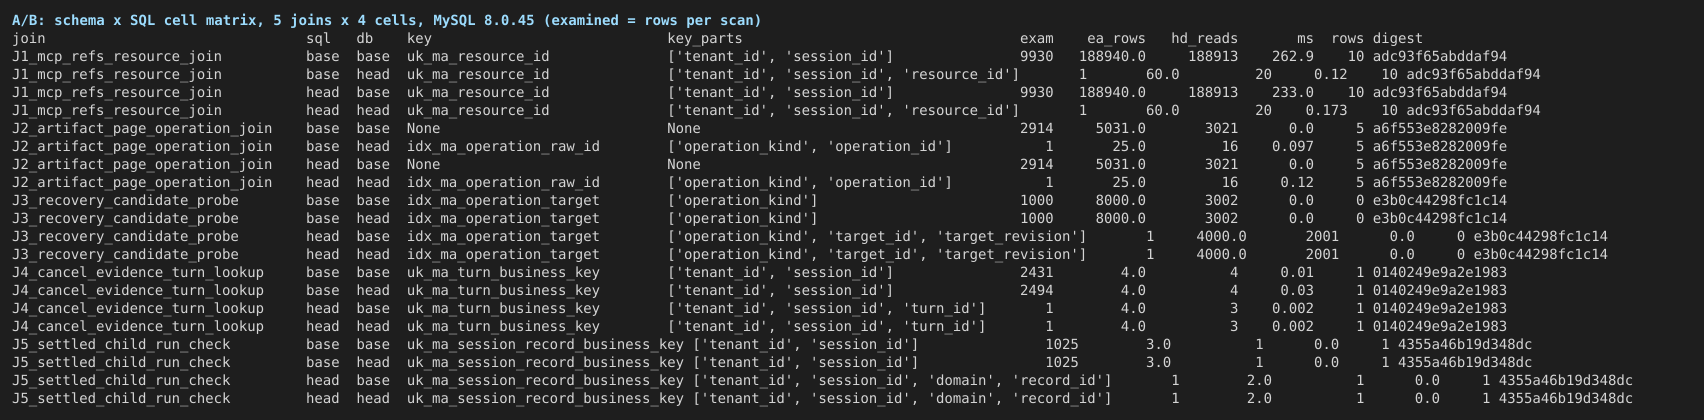 A/B: schema x SQL cell matrix, 5 joins x 4 cells, MySQL 8.0.45 (examined = rows per scan)
join sql db key key_parts exam ea_rows hd_reads ms rows digest
J1_mcp_refs_resource_join base base uk_ma_resource_id ['tenant_id', 'session_id'] 9930 188940.0 188913 262.9 10 adc93f65abddaf94
J1_mcp_refs_resource_join base head uk_ma_resource_id ['tenant_id', 'session_id', 'resource_id'] 1 60.0 20 0.12 10 adc93f65abddaf94
J1_mcp_refs_resource_join head base uk_ma_resource_id ['tenant_id', 'session_id'] 9930 188940.0 188913 233.0 10 adc93f65abddaf94
J1_mcp_refs_resource_join head head uk_ma_resource_id ['tenant_id', 'session_id', 'resource_id'] 1 60.0 20 0.173 10 adc93f65abddaf94
J2_artifact_page_operation_join base base None None 2914 5031.0 3021 0.0 5 a6f553e8282009fe
J2_artifact_page_operation_join base head idx_ma_operation_raw_id ['operation_kind', 'operation_id'] 1 25.0 16 0.097 5 a6f553e8282009fe
J2_artifact_page_operation_join head base None None 2914 5031.0 3021 0.0 5 a6f553e8282009fe
J2_artifact_page_operation_join head head idx_ma_operation_raw_id ['operation_kind', 'operation_id'] 1 25.0 16 0.12 5 a6f553e8282009fe
J3_recovery_candidate_probe base base idx_ma_operation_target ['operation_kind'] 1000 8000.0 3002 0.0 0 e3b0c44298fc1c14
J3_recovery_candidate_probe base head idx_ma_operation_target ['operation_kind'] 1000 8000.0 3002 0.0 0 e3b0c44298fc1c14
J3_recovery_candidate_probe head base idx_ma_operation_target ['operation_kind', 'target_id', 'target_revision'] 1 4000.0 2001 0.0 0 e3b0c44298fc1c14
J3_recovery_candidate_probe head head idx_ma_operation_target ['operation_kind', 'target_id', 'target_revision'] 1 4000.0 2001 0.0 0 e3b0c44298fc1c14
J4_cancel_evidence_turn_lookup base base uk_ma_turn_business_key ['tenant_id', 'session_id'] 2431 4.0 4 0.01 1 0140249e9a2e1983
J4_cancel_evidence_turn_lookup base head uk_ma_turn_business_key ['tenant_id', 'session_id'] 2494 4.0 4 0.03 1 0140249e9a2e1983
J4_cancel_evidence_turn_lookup head base uk_ma_turn_business_key ['tenant_id', 'session_id', 'turn_id'] 1 4.0 3 0.002 1 0140249e9a2e1983
J4_cancel_evidence_turn_lookup head head uk_ma_turn_business_key ['tenant_id', 'session_id', 'turn_id'] 1 4.0 3 0.002 1 0140249e9a2e1983
J5_settled_child_run_check base base uk_ma_session_record_business_key ['tenant_id', 'session_id'] 1025 3.0 1 0.0 1 4355a46b19d348dc
J5_settled_child_run_check base head uk_ma_session_record_business_key ['tenant_id', 'session_id'] 1025 3.0 1 0.0 1 4355a46b19d348dc
J5_settled_child_run_check head base uk_ma_session_record_business_key ['tenant_id', 'session_id', 'domain', 'record_id'] 1 2.0 1 0.0 1 4355a46b19d348dc
J5_settled_child_run_check head head uk_ma_session_record_business_key ['tenant_id', 'session_id', 'domain', 'record_id'] 1 2.0 1 0.0 1 4355a46b19d348dc